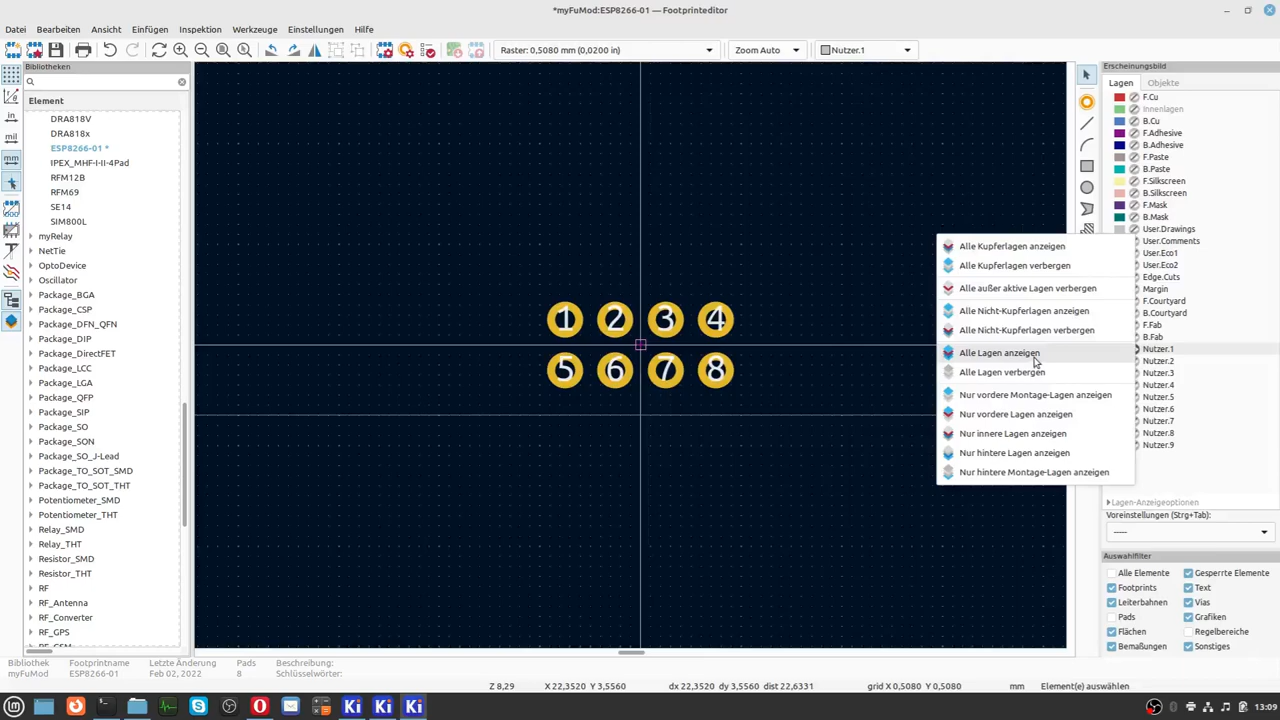 *myFuMod:ESP8266-01 — Footprinteditor
Datei Bearbeiten Ansicht Einfügen Inspektion Werkzeuge Einstellungen Hilfe
Raster: 0,5080 mm (0,0200 in)
Zoom Auto
Nutzer.1
Bibliotheken
Element
DRA818V
DRA818x
ESP8266-01 *
IPEX_MHF-I-II-4Pad
RFM12B
RFM69
SE14
SIM800L
myRelay
NetTie
OptoDevice
Oscillator
Package_BGA
Package_CSP
Package_DFN_QFN
Package_DIP
Package_DirectFET
Package_LCC
Package_LGA
Package_QFP
Package_SIP
Package_SO
Package_SON
Package_SO_J-Lead
Package_TO_SOT_SMD
Package_TO_SOT_THT
Potentiometer_SMD
Potentiometer_THT
Relay_SMD
Relay_THT
Resistor_SMD
Resistor_THT
RF
RF_Antenna
RF_Converter
RF_GPS
RF_GSM
in
mil
mm
1 2 3 4
5 6 7 8
Alle Kupferlagen anzeigen
Alle Kupferlagen verbergen
Alle außer aktive Lagen verbergen
Alle Nicht-Kupferlagen anzeigen
Alle Nicht-Kupferlagen verbergen
Alle Lagen anzeigen
Alle Lagen verbergen
Nur vordere Montage-Lagen anzeigen
Nur vordere Lagen anzeigen
Nur innere Lagen anzeigen
Nur hintere Lagen anzeigen
Nur hintere Montage-Lagen anzeigen
Erscheinungsbild
Lagen Objekte
F.Cu
Innenlagen
B.Cu
F.Adhesive
B.Adhesive
F.Paste
B.Paste
F.Silkscreen
B.Silkscreen
F.Mask
B.Mask
User.Drawings
User.Comments
User.Eco1
User.Eco2
Edge.Cuts
Margin
F.Courtyard
B.Courtyard
F.Fab
B.Fab
Nutzer.1
Nutzer.2
Nutzer.3
Nutzer.4
Nutzer.5
Nutzer.6
Nutzer.7
Nutzer.8
Nutzer.9
Lagen-Anzeigeoptionen
Voreinstellungen (Strg+Tab):
-----
Auswahlfilter
Alle Elemente Gesperrte Elemente
Footprints Text
Leiterbahnen Vias
Pads Grafiken
Flächen Regelbereiche
Bemaßungen Sonstiges
Bibliothek Footprintname Letzte Änderung Pads Beschreibung:
myFuMod ESP8266-01 Feb 02, 2022 8 Schlüsselwörter:
Z 8,29 X 22,3520 Y 3,5560 dx 22,3520 dy 3,5560 dist 22,6331 grid X 0,5080 Y 0,5080 mm Element(e) auswählen
Ki Ki Ki
13:09